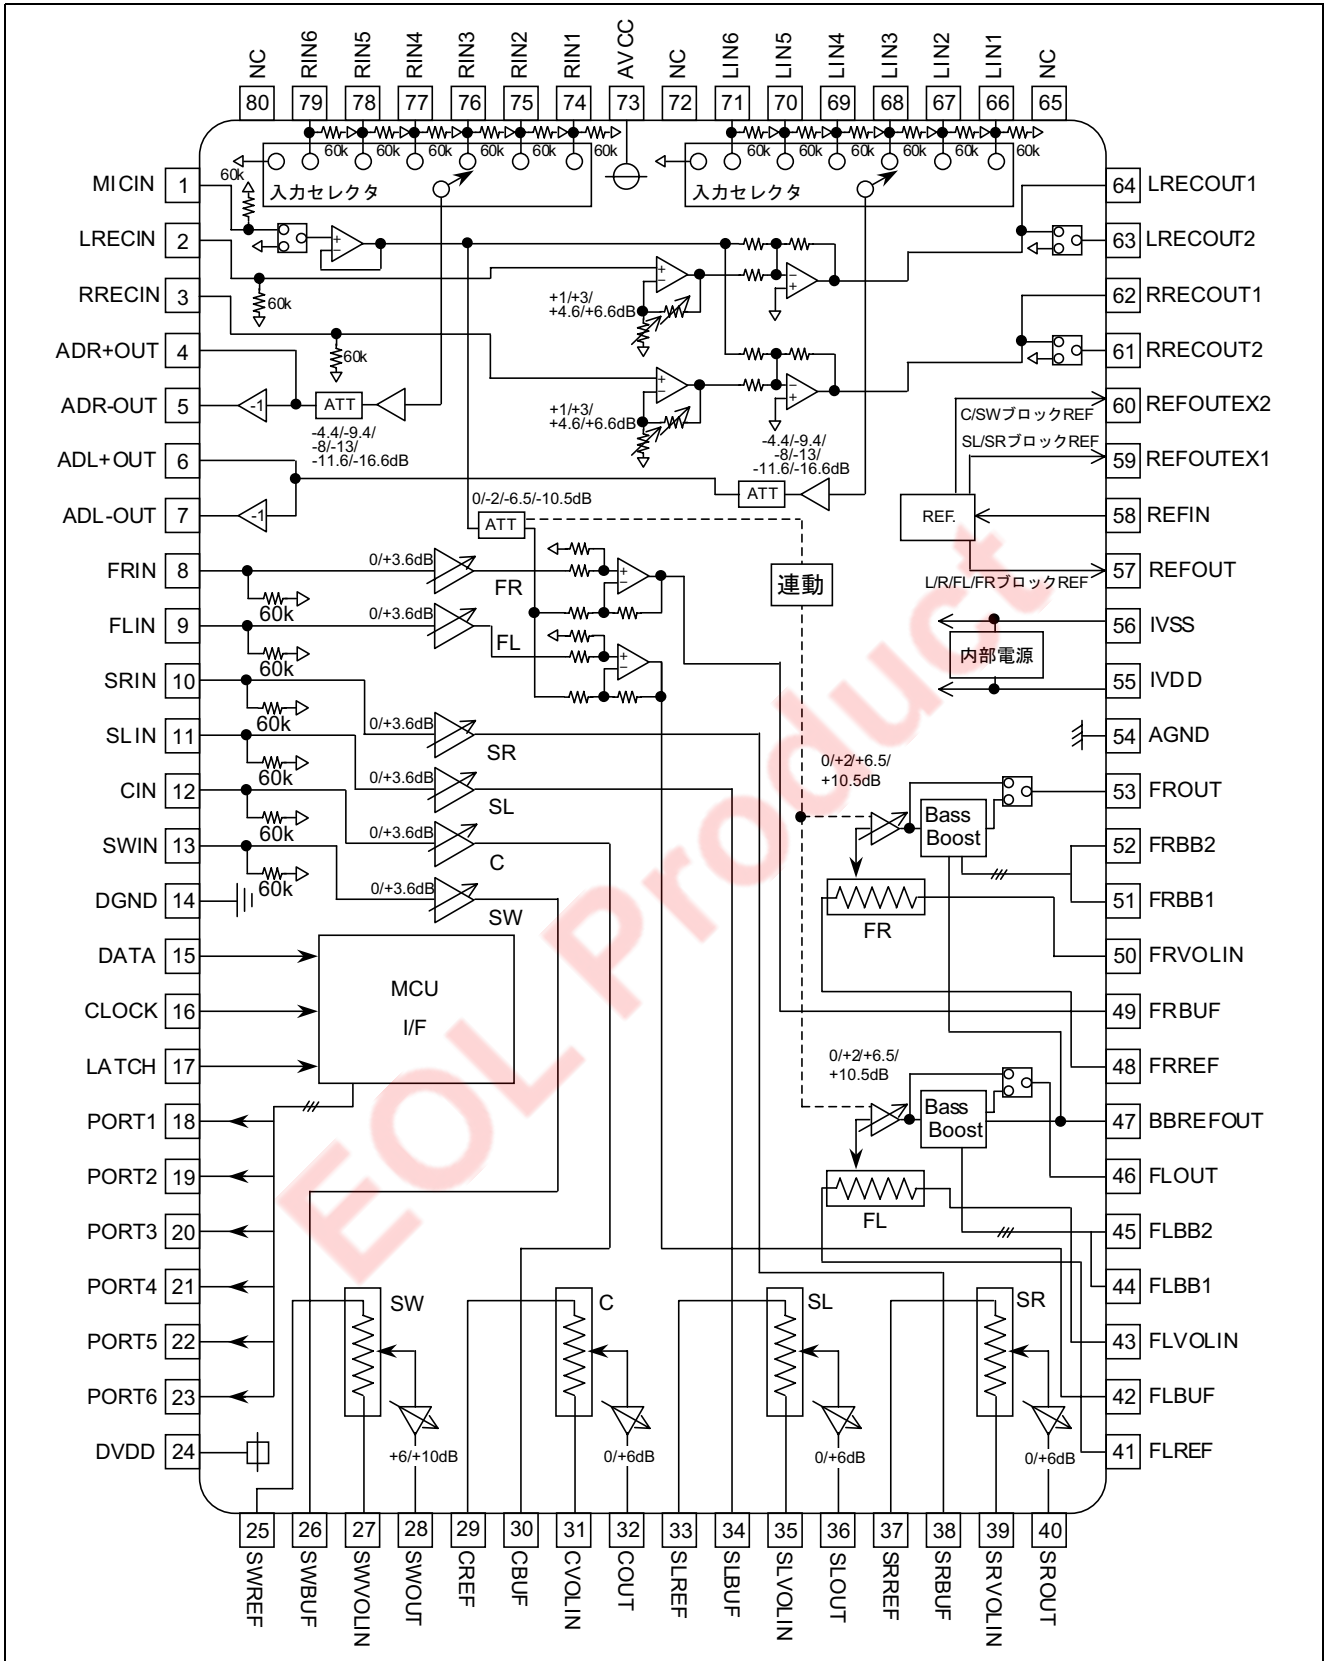 NC RIN6 RIN5 RIN4 RIN3 RIN2 RIN1 AVCC NC LIN6 LIN5 LIN4 LIN3 LIN2 LIN1 NC
80 79 78 77 76 75 74 73 72 71 70 69 68 67 66 65
60k 60k 60k 60k 60k 60k 60k 60k 60k 60k 60k 60k
入力セレクタ 入力セレクタ
60k
MICIN 1
LRECIN 2
RRECIN 3
ADR+OUT 4
ADR-OUT 5
ADL+OUT 6
ADL-OUT 7
FRIN 8
FLIN 9
SRIN 10
SLIN 11
CIN 12
SWIN 13
DGND 14
DATA 15
CLOCK 16
LATCH 17
PORT1 18
PORT2 19
PORT3 20
PORT4 21
PORT5 22
PORT6 23
DVDD 24
64 LRECOUT1
63 LRECOUT2
62 RRECOUT1
61 RRECOUT2
60 REFOUTEX2
59 REFOUTEX1
58 REFIN
57 REFOUT
56 IVSS
55 IVDD
54 AGND
53 FROUT
52 FRBB2
51 FRBB1
50 FRVOLIN
49 FRBUF
48 FRREF
47 BBREFOUT
46 FLOUT
45 FLBB2
44 FLBB1
43 FLVOLIN
42 FLBUF
41 FLREF
+
-
60k
60k
+
-
+1/+3/
+4.6/+6.6dB
-
+
+
-
+1/+3/
+4.6/+6.6dB
-
+
-1
ATT
-4.4/-9.4/
-8/-13/
-11.6/-16.6dB
-4.4/-9.4/
-8/-13/
-11.6/-16.6dB
ATT
-1
0/-2/-6.5/-10.5dB
ATT
C/SWブロックREF
SL/SRブロックREF
REF.
L/R/FL/FRブロックREF
連動
内部電源
0/+3.6dB
FR
60k
0/+3.6dB
FL
60k
+
-
+
-
60k
0/+3.6dB
SR
60k
0/+3.6dB
SL
60k
0/+3.6dB
C
60k
0/+3.6dB
SW
MCU
I/F
0/+2/+6.5/
+10.5dB
Bass
Boost
FR
0/+2/+6.5/
+10.5dB
Bass
Boost
FL
SW C SL SR
+6/+10dB 0/+6dB 0/+6dB 0/+6dB
25 26 27 28 29 30 31 32 33 34 35 36 37 38 39 40
SWREF SWBUF SWVOLIN SWOUT CREF CBUF CVOLIN COUT SLREF SLBUF SLVOLIN SLOUT SRREF SRBUF SRVOLIN SROUT
EOL Product